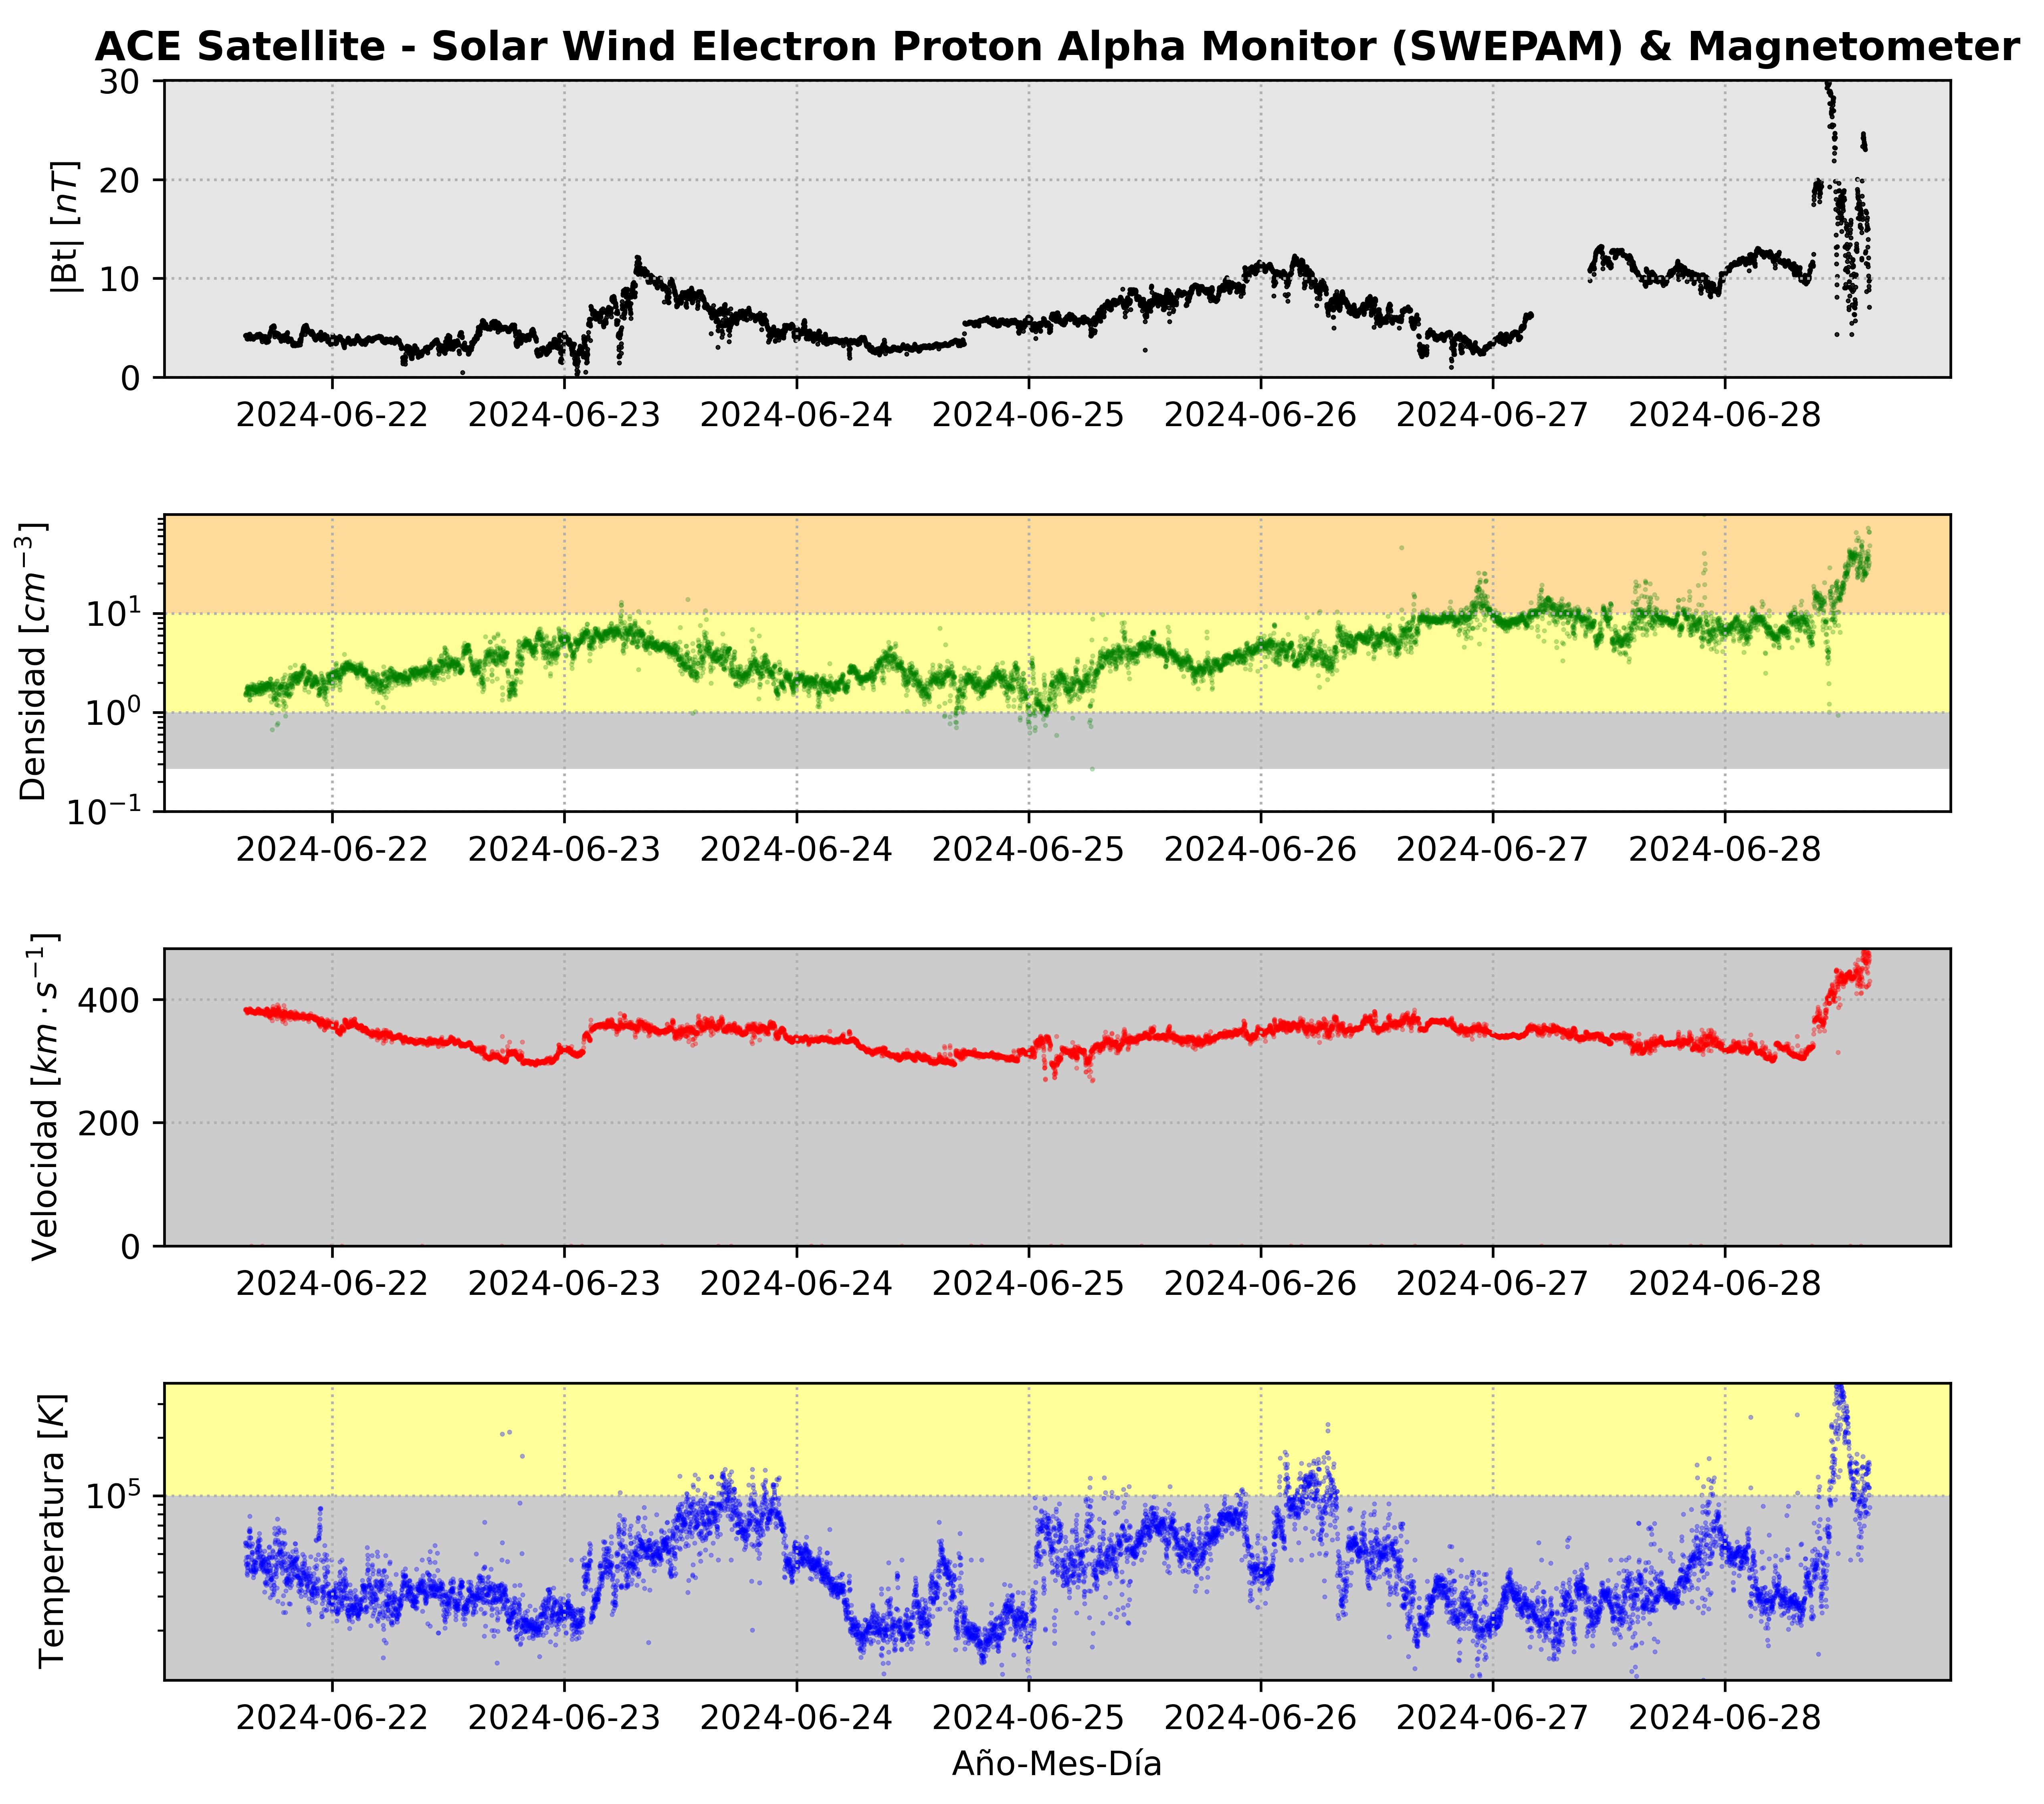 ACE Satellite - Solar Wind Electron Proton Alpha Monitor (SWEPAM) & Magnetometer
|Bt| [nT]
30
20
10
0
2024-06-22 2024-06-23 2024-06-24 2024-06-25 2024-06-26 2024-06-27 2024-06-28
Densidad [cm⁻³]
10¹
10⁰
10⁻¹
2024-06-22 2024-06-23 2024-06-24 2024-06-25 2024-06-26 2024-06-27 2024-06-28
Velocidad [km · s⁻¹]
400
200
0
2024-06-22 2024-06-23 2024-06-24 2024-06-25 2024-06-26 2024-06-27 2024-06-28
Temperatura [K]
10⁵
2024-06-22 2024-06-23 2024-06-24 2024-06-25 2024-06-26 2024-06-27 2024-06-28
Año-Mes-Día